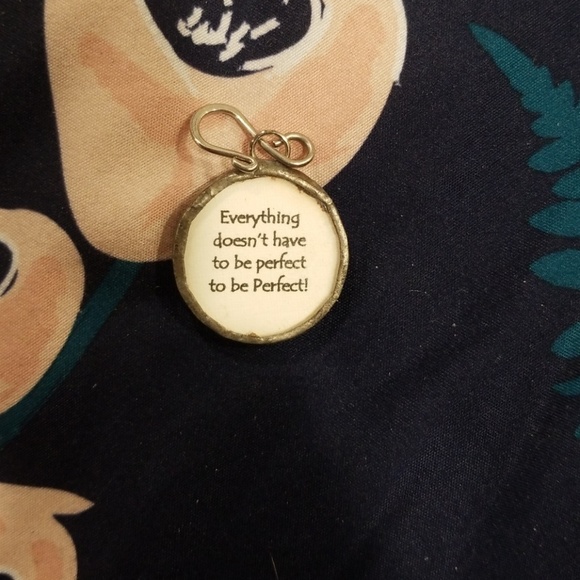 Everything
doesn't have
to be perfect
to be Perfect!